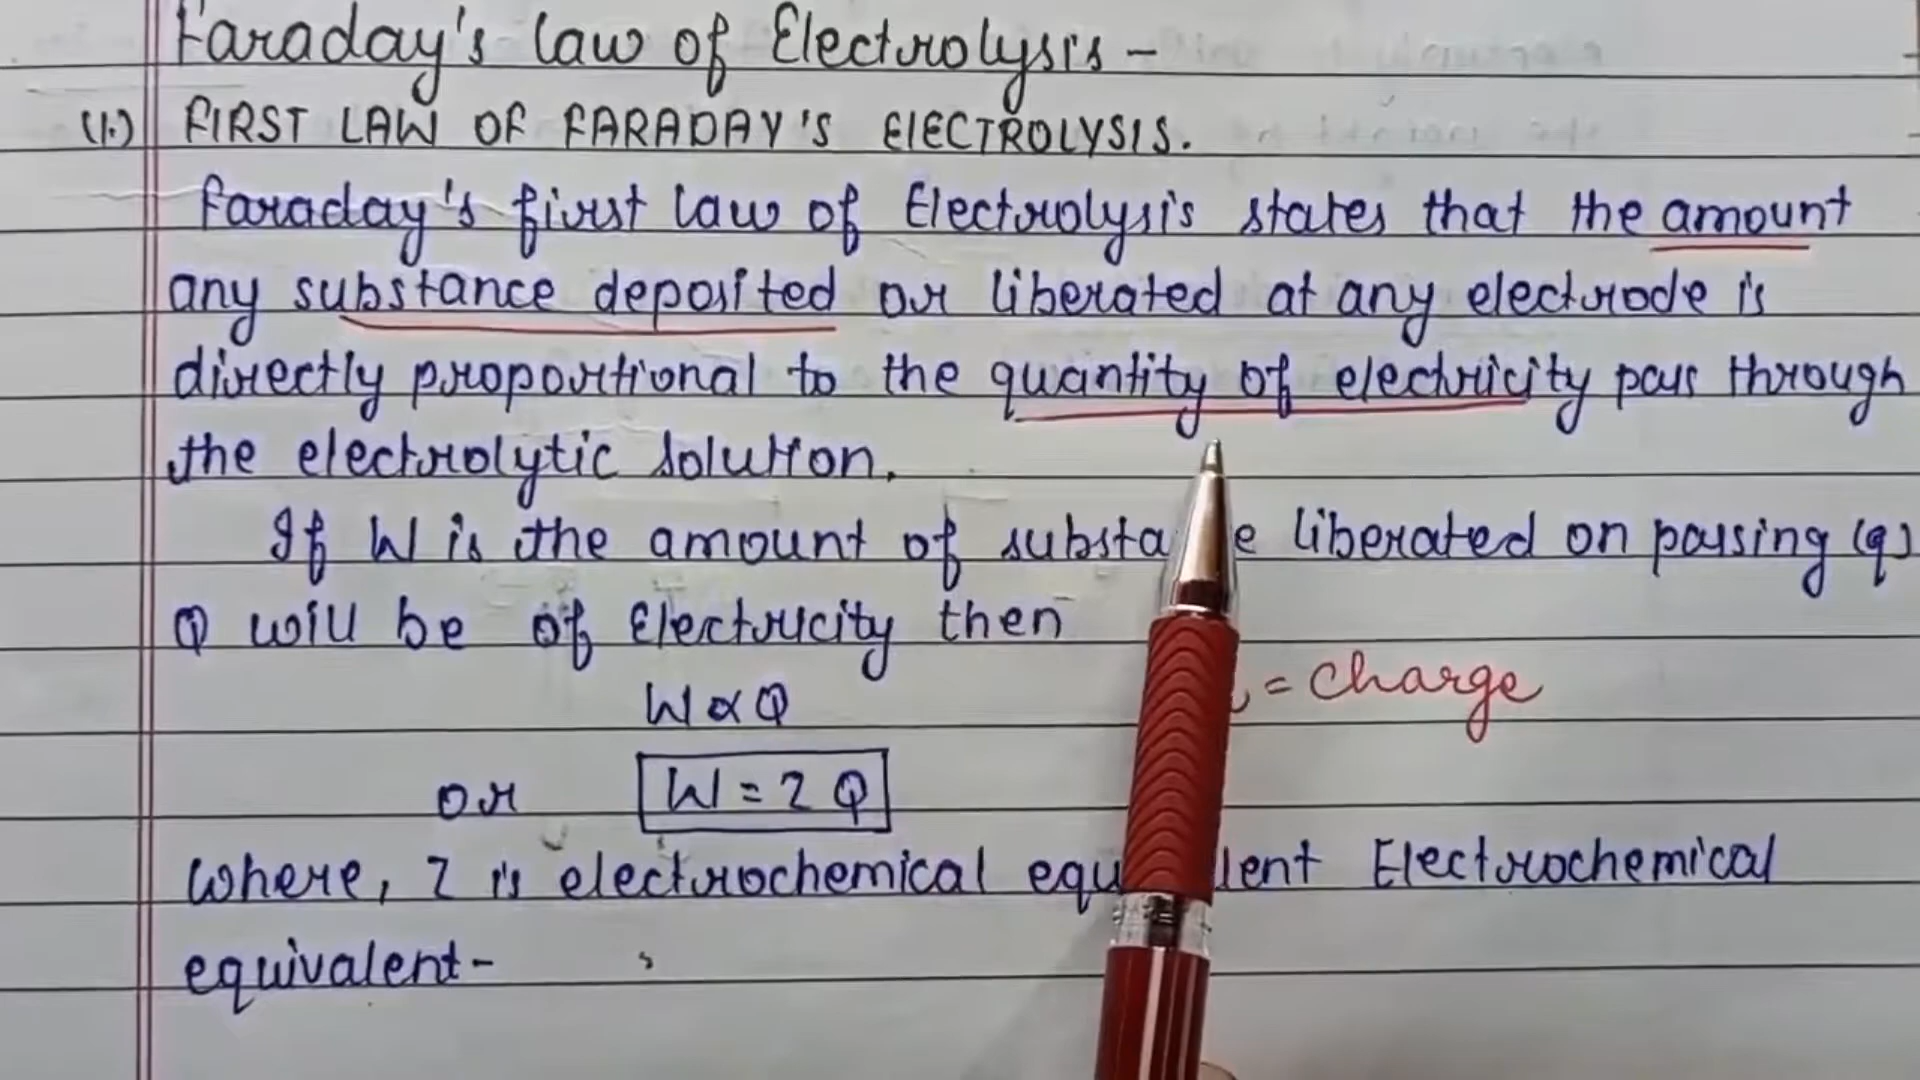 Faraday's law of Electrolysis -
(1.) FIRST LAW OF FARADAY'S ElECTROLYSIS.
Faraday's first law of Electrolysis states that the amount
any substance deposited or liberated at any electrode is
directly proportional to the quantity of electricity pass through
the electrolytic solution.
If W is the amount of liberated on passing (q)
Q will be of Electricity then
W ∝ Q
= charge
or W = Z Q
where, Z is electrochemical Electrochemical
equivalent-